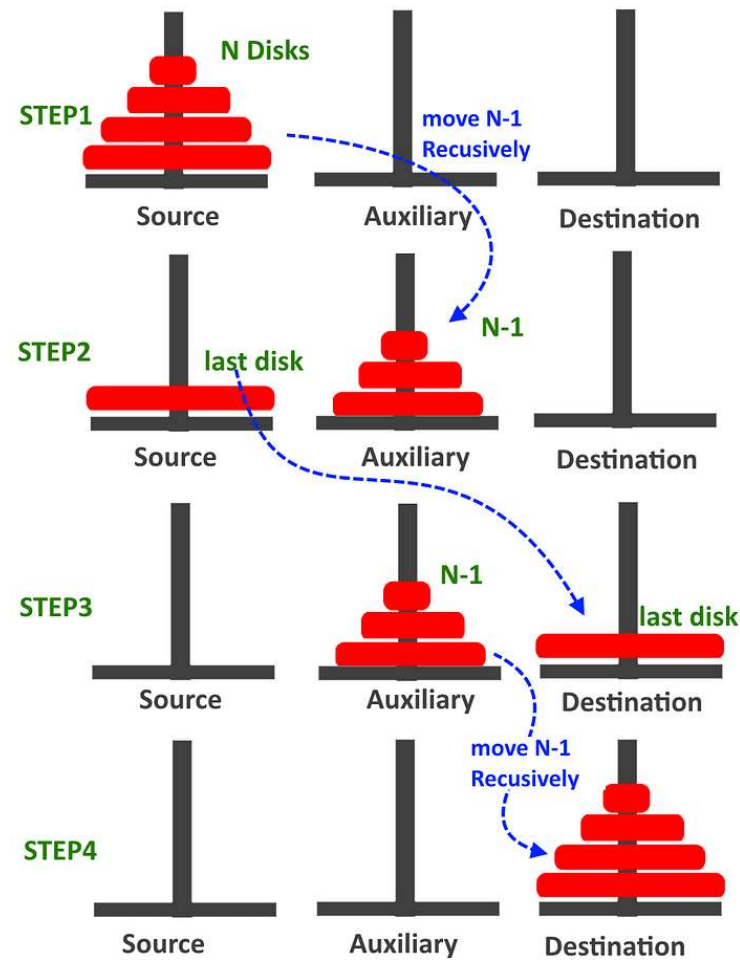 N Disks
STEP1
move N-1
Recusively
Source
Auxiliary
Destination
STEP2
last disk
N-1
Source
Auxiliary
Destination
STEP3
N-1
last disk
Source
Auxiliary
Destination
move N-1
Recusively
STEP4
Source
Auxiliary
Destination